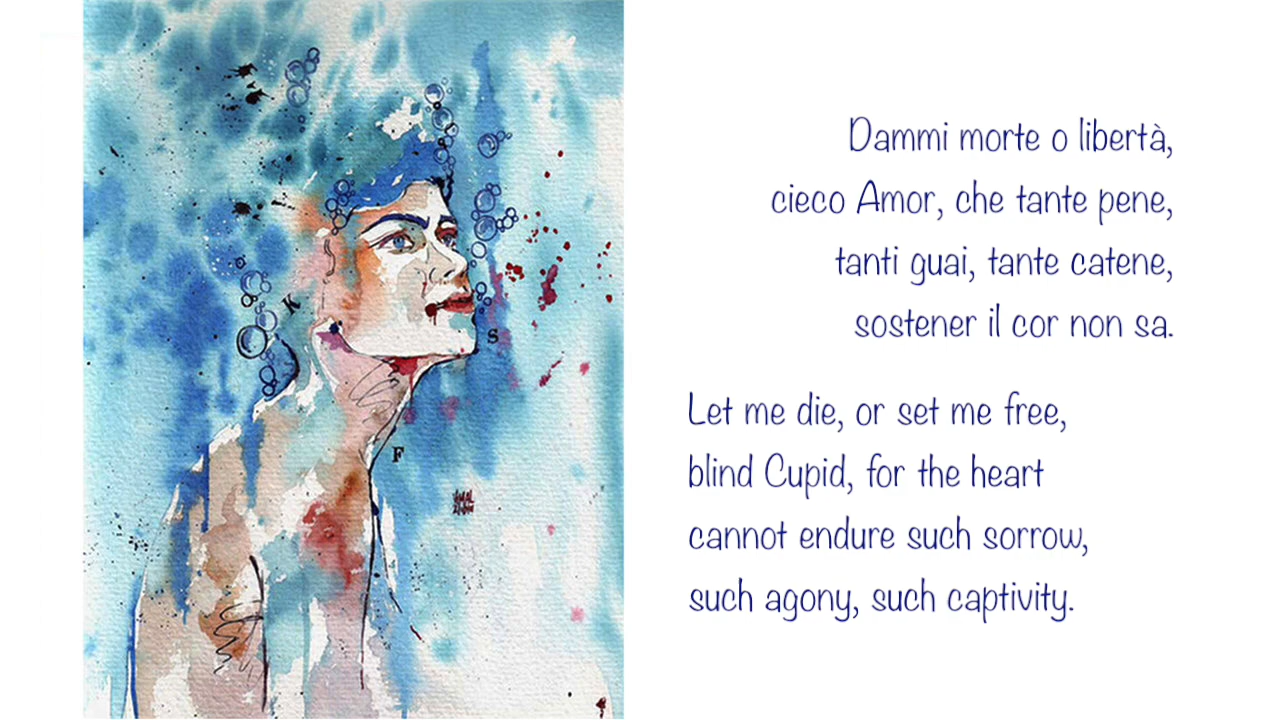 Dammi morte o libertà,
cieco Amor, che tante pene,
tanti guai, tante catene,
sostener il cor non sa.
Let me die, or set me free,
blind Cupid, for the heart
cannot endure such sorrow,
such agony, such captivity.
K
S
F